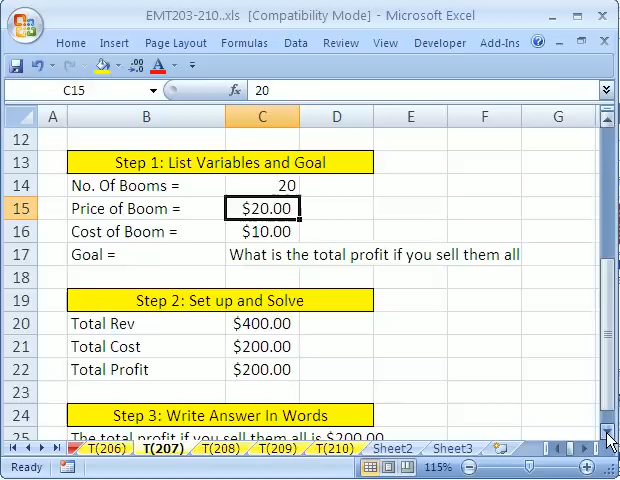 EMT203-210..xls [Compatibility Mode] - Microsoft Excel
Home Insert Page Layout Formulas Data Review View Developer Add-Ins
C15 fx 20
A B C D E F G
12
13 Step 1: List Variables and Goal
14 No. Of Booms = 20
15 Price of Boom = $20.00
16 Cost of Boom = $10.00
17 Goal = What is the total profit if you sell them all
18
19 Step 2: Set up and Solve
20 Total Rev $400.00
21 Total Cost $200.00
22 Total Profit $200.00
23
24 Step 3: Write Answer In Words
25 The total profit if you sell them all is $200.00
T(206) T(207) T(208) T(209) T(210) Sheet2 Sheet3
Ready 115%